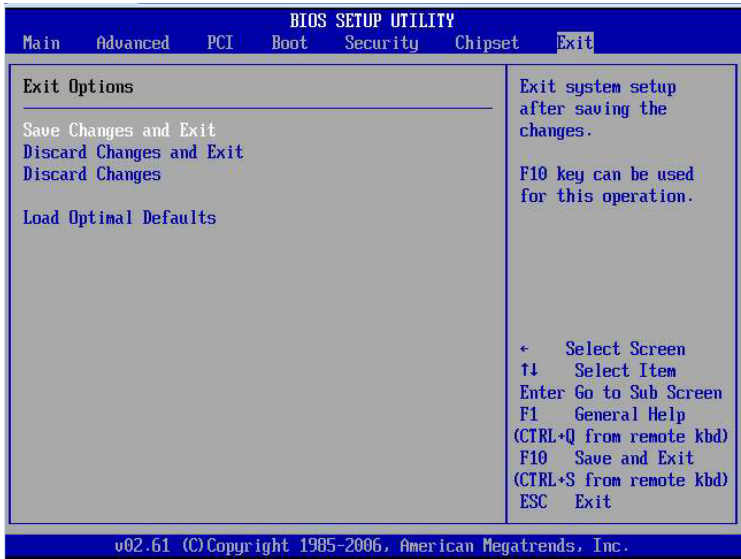 BIOS SETUP UTILITY
Main Advanced PCI Boot Security Chipset Exit
Exit Options
Save Changes and Exit
Discard Changes and Exit
Discard Changes
Load Optimal Defaults
Exit system setup
after saving the
changes.
F10 key can be used
for this operation.
← Select Screen
↑↓ Select Item
Enter Go to Sub Screen
F1 General Help
(CTRL+Q from remote kbd)
F10 Save and Exit
(CTRL+S from remote kbd)
ESC Exit
v02.61 (C)Copyright 1985-2006, American Megatrends, Inc.